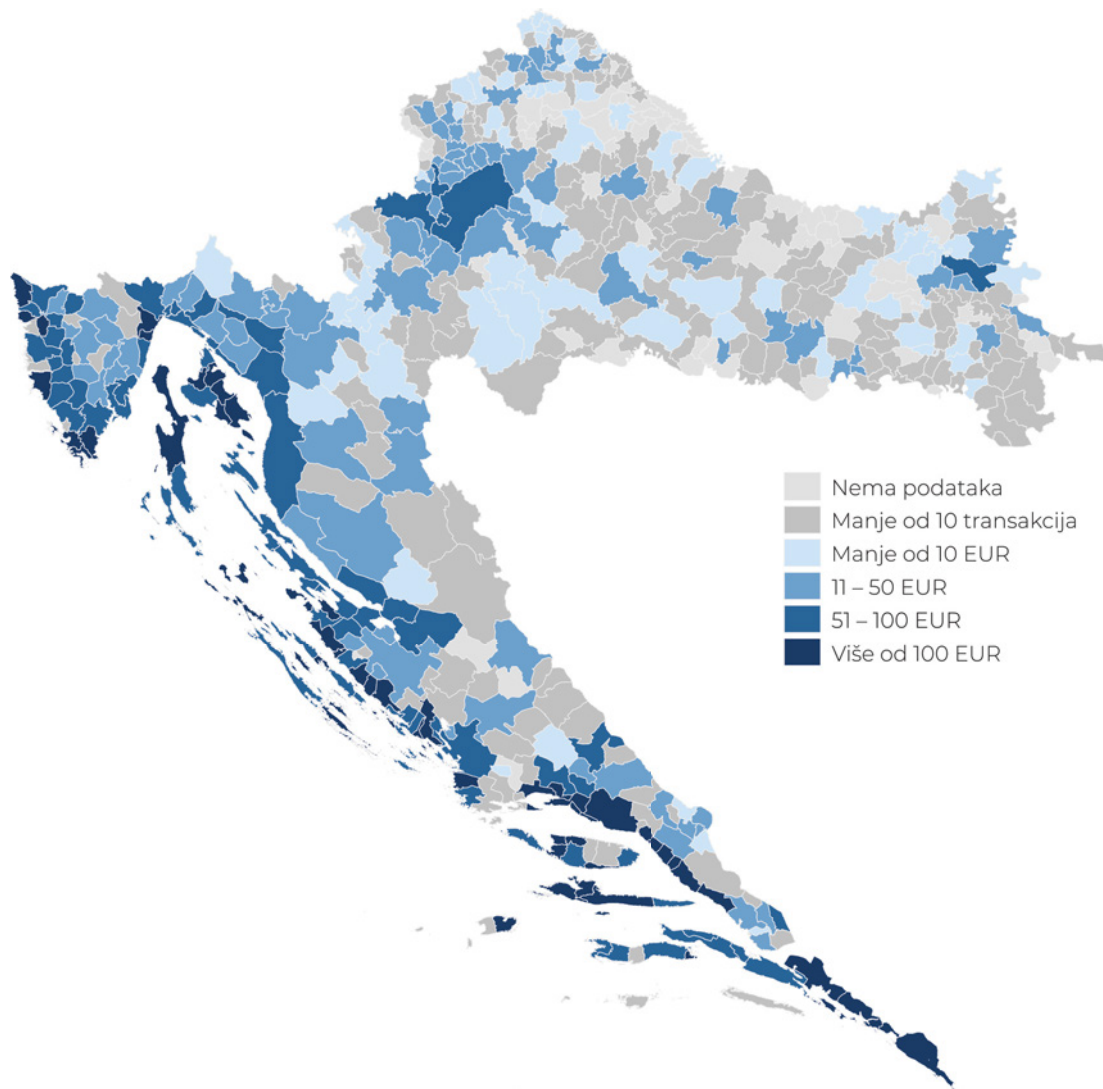 Nema podataka
Manje od 10 transakcija
Manje od 10 EUR
11 – 50 EUR
51 – 100 EUR
Više od 100 EUR